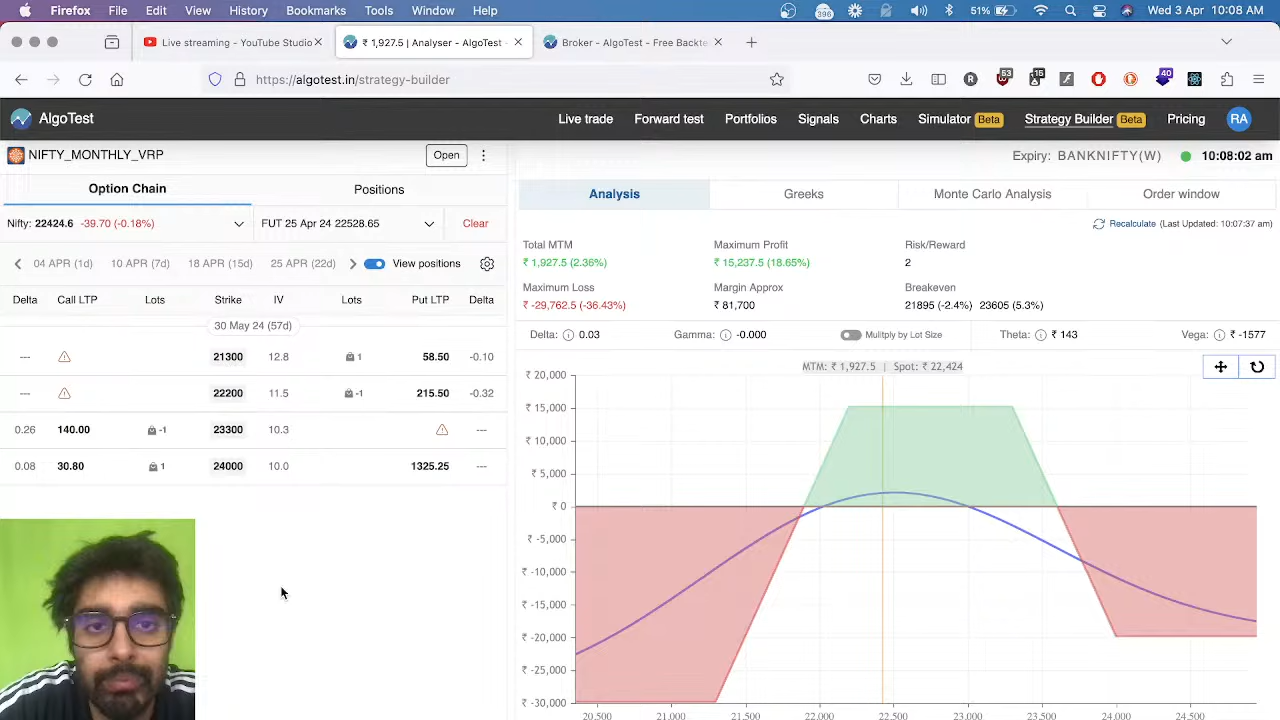 Firefox File Edit View History Bookmarks Tools Window Help 396 51% Wed 3 Apr 10:08 AM
Live streaming - YouTube Studio ₹ 1,927.5 | Analyser - AlgoTest - Broker - AlgoTest - Free Backte
https://algotest.in/strategy-builder R 53 15 40
AlgoTest Live trade Forward test Portfolios Signals Charts Simulator Beta Strategy Builder Beta Pricing RA
NIFTY_MONTHLY_VRP Open Expiry: BANKNIFTY(W) 10:08:02 am
Option Chain Positions
Analysis Greeks Monte Carlo Analysis Order window
Nifty: 22424.6 -39.70 (-0.18%) FUT 25 Apr 24 22528.65 Clear
Recalculate (Last Updated: 10:07:37 am)
04 APR (1d) 10 APR (7d) 18 APR (15d) 25 APR (22d) View positions
Total MTM Maximum Profit Risk/Reward
₹ 1,927.5 (2.36%) ₹ 15,237.5 (18.65%) 2
Maximum Loss Margin Approx Breakeven
₹ -29,762.5 (-36.43%) ₹ 81,700 21895 (-2.4%) 23605 (5.3%)
Delta Call LTP Lots Strike IV Lots Put LTP Delta
30 May 24 (57d)
--- 21300 12.8 1 58.50 -0.10
--- 22200 11.5 -1 215.50 -0.32
0.26 140.00 -1 23300 10.3 ---
0.08 30.80 1 24000 10.0 1325.25 ---
Delta: 0.03 Gamma: -0.000 Mulitply by Lot Size Theta: ₹ 143 Vega: ₹ -1577
MTM: ₹ 1,927.5 | Spot: ₹ 22,424
₹ 20,000
₹ 15,000
₹ 10,000
₹ 5,000
₹ 0
₹ -5,000
₹ -10,000
₹ -15,000
₹ -20,000
₹ -25,000
₹ -30,000
20,500 21,000 21,500 22,000 22,500 23,000 23,500 24,000 24,500